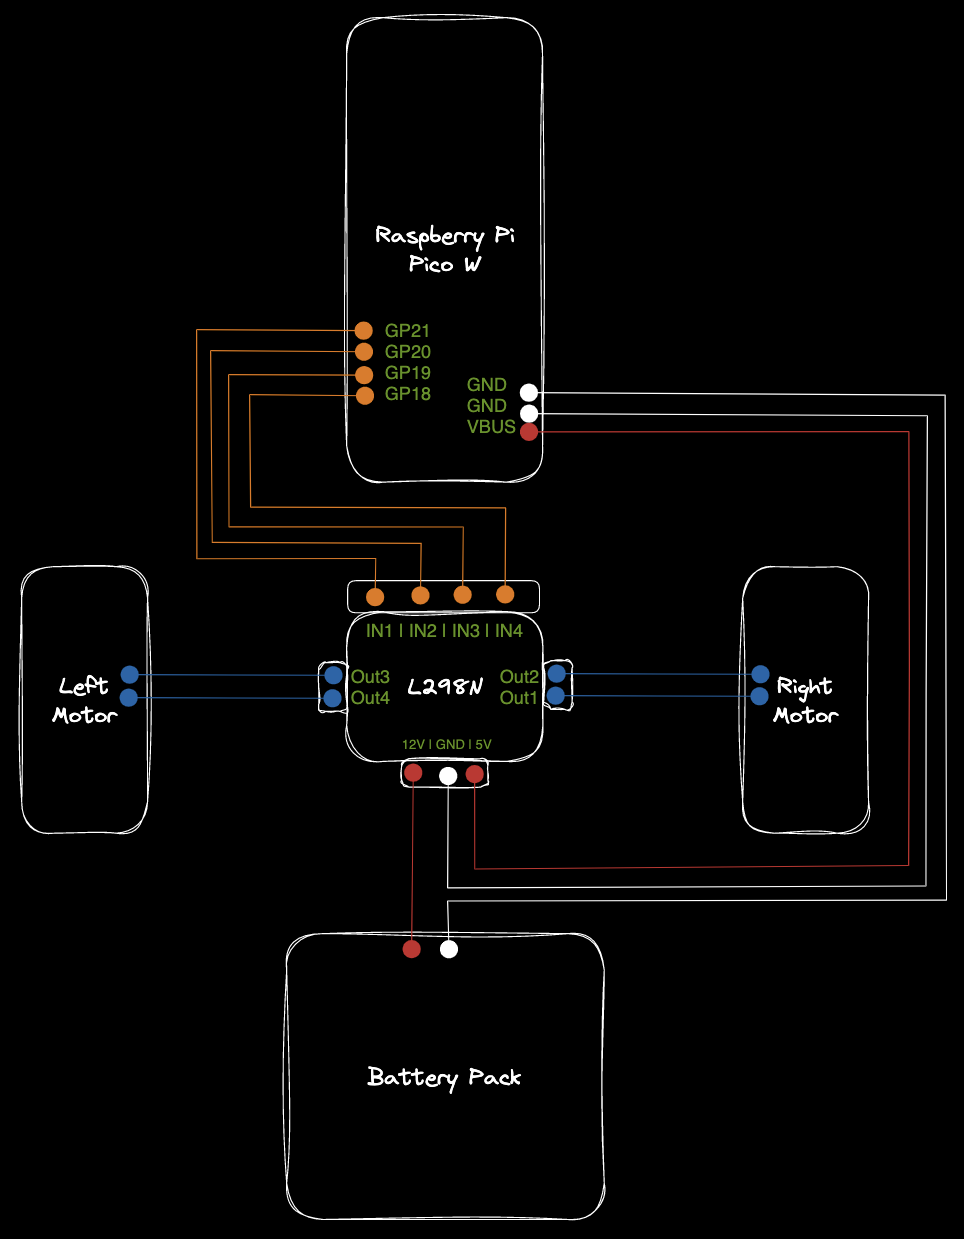 Raspberry Pi
Pico W
GP21
GP20
GP19
GP18
GND
GND
VBUS
IN1 | IN2 | IN3 | IN4
Out3
Out4
L298N
Out2
Out1
12V | GND | 5V
Left
Motor
Right
Motor
Battery Pack